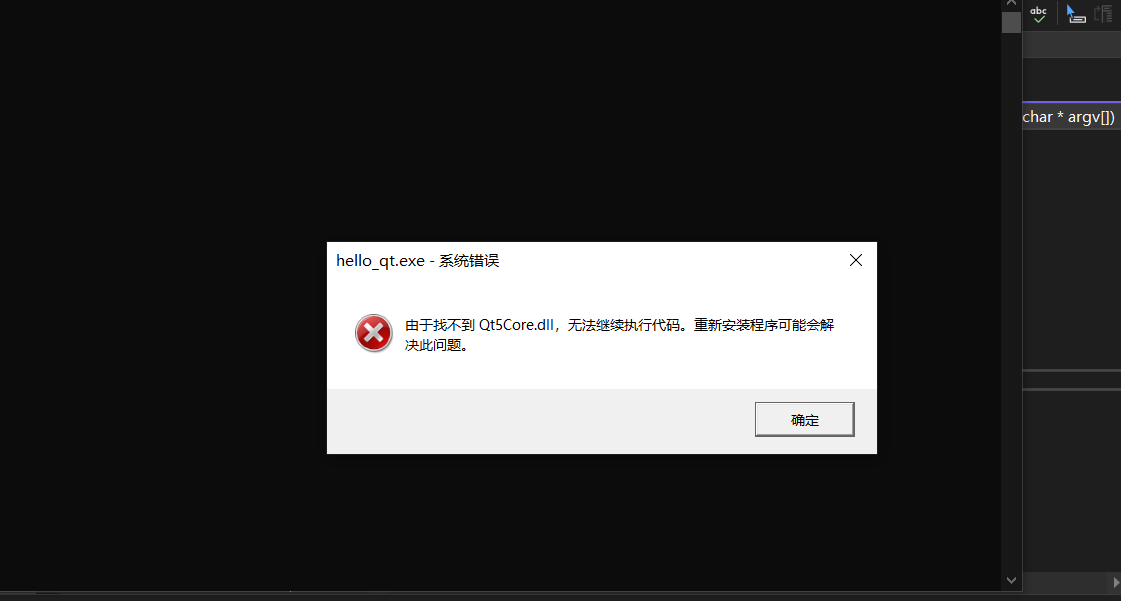 abc
char * argv[])
hello_qt.exe - 系统错误
由于找不到 Qt5Core.dll，无法继续执行代码。重新安装程序可能会解
决此问题。
确定